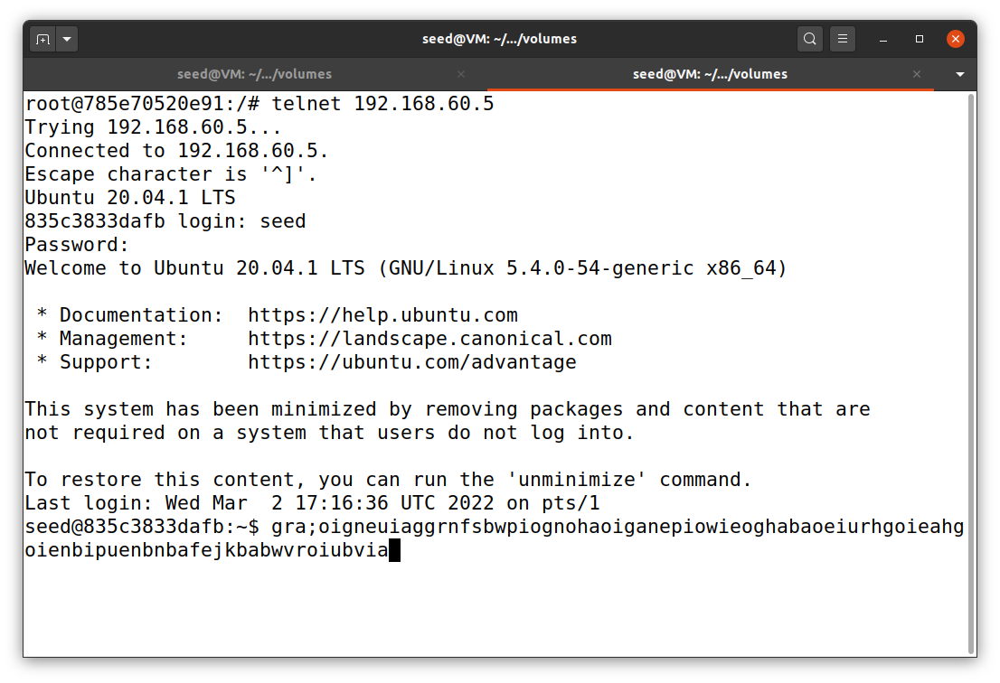 seed@VM: ~/.../volumes
seed@VM: ~/.../volumes
seed@VM: ~/.../volumes
root@785e70520e91:/# telnet 192.168.60.5
Trying 192.168.60.5...
Connected to 192.168.60.5.
Escape character is '^]'.
Ubuntu 20.04.1 LTS
835c3833dafb login: seed
Password:
Welcome to Ubuntu 20.04.1 LTS (GNU/Linux 5.4.0-54-generic x86_64)
 * Documentation:  https://help.ubuntu.com
 * Management:     https://landscape.canonical.com
 * Support:        https://ubuntu.com/advantage
This system has been minimized by removing packages and content that are
not required on a system that users do not log into.
To restore this content, you can run the 'unminimize' command.
Last login: Wed Mar  2 17:16:36 UTC 2022 on pts/1
seed@835c3833dafb:~$ gra;oigneuiaggrnfsbwpiognohaoiganepiowieoghabaoeiurhgoieahg
oienbipuenbnbafejkbabwvroiubvia